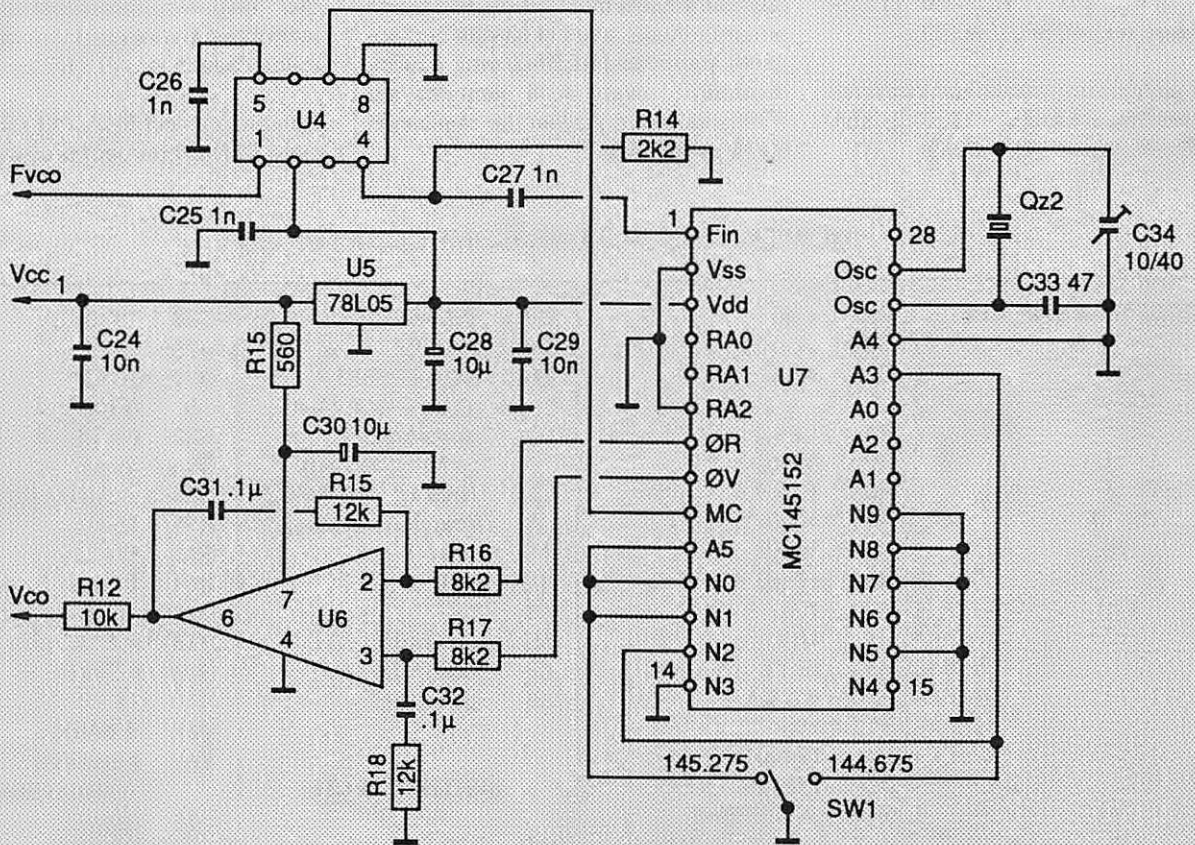 C26
1n
5
8
U4
1
4
R14
2k2
Fvco
C27 1n
C25 1n
Vcc 1
U5
78L05
C24
10n
R15
560
C28
10µ
C29
10n
C30 10µ
C31 .1µ
R15
12k
R12
10k
Vco
6
7
4
U6
2
3
R16
8k2
R17
8k2
C32
.1µ
R18
12k
1
Fin
Vss
Vdd
RA0
RA1
RA2
ØR
ØV
MC
A5
N0
N1
N2
14
N3
U7
MC145152
28
Osc
Osc
A4
A3
A0
A2
A1
N9
N8
N7
N6
N5
N4
15
Qz2
C34
10/40
C33 47
145.275
144.675
SW1